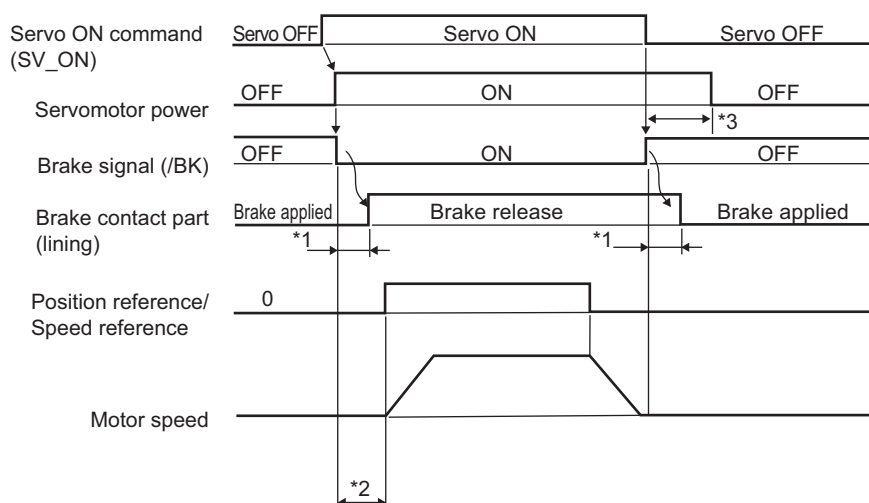 Servo ON command
(SV_ON)
Servo OFF
Servo ON
Servo OFF
Servomotor power
OFF
ON
OFF
*3
Brake signal (/BK)
OFF
ON
OFF
Brake contact part
(lining)
Brake applied
Brake release
Brake applied
*1
*1
Position reference/
Speed reference
0
Motor speed
*2